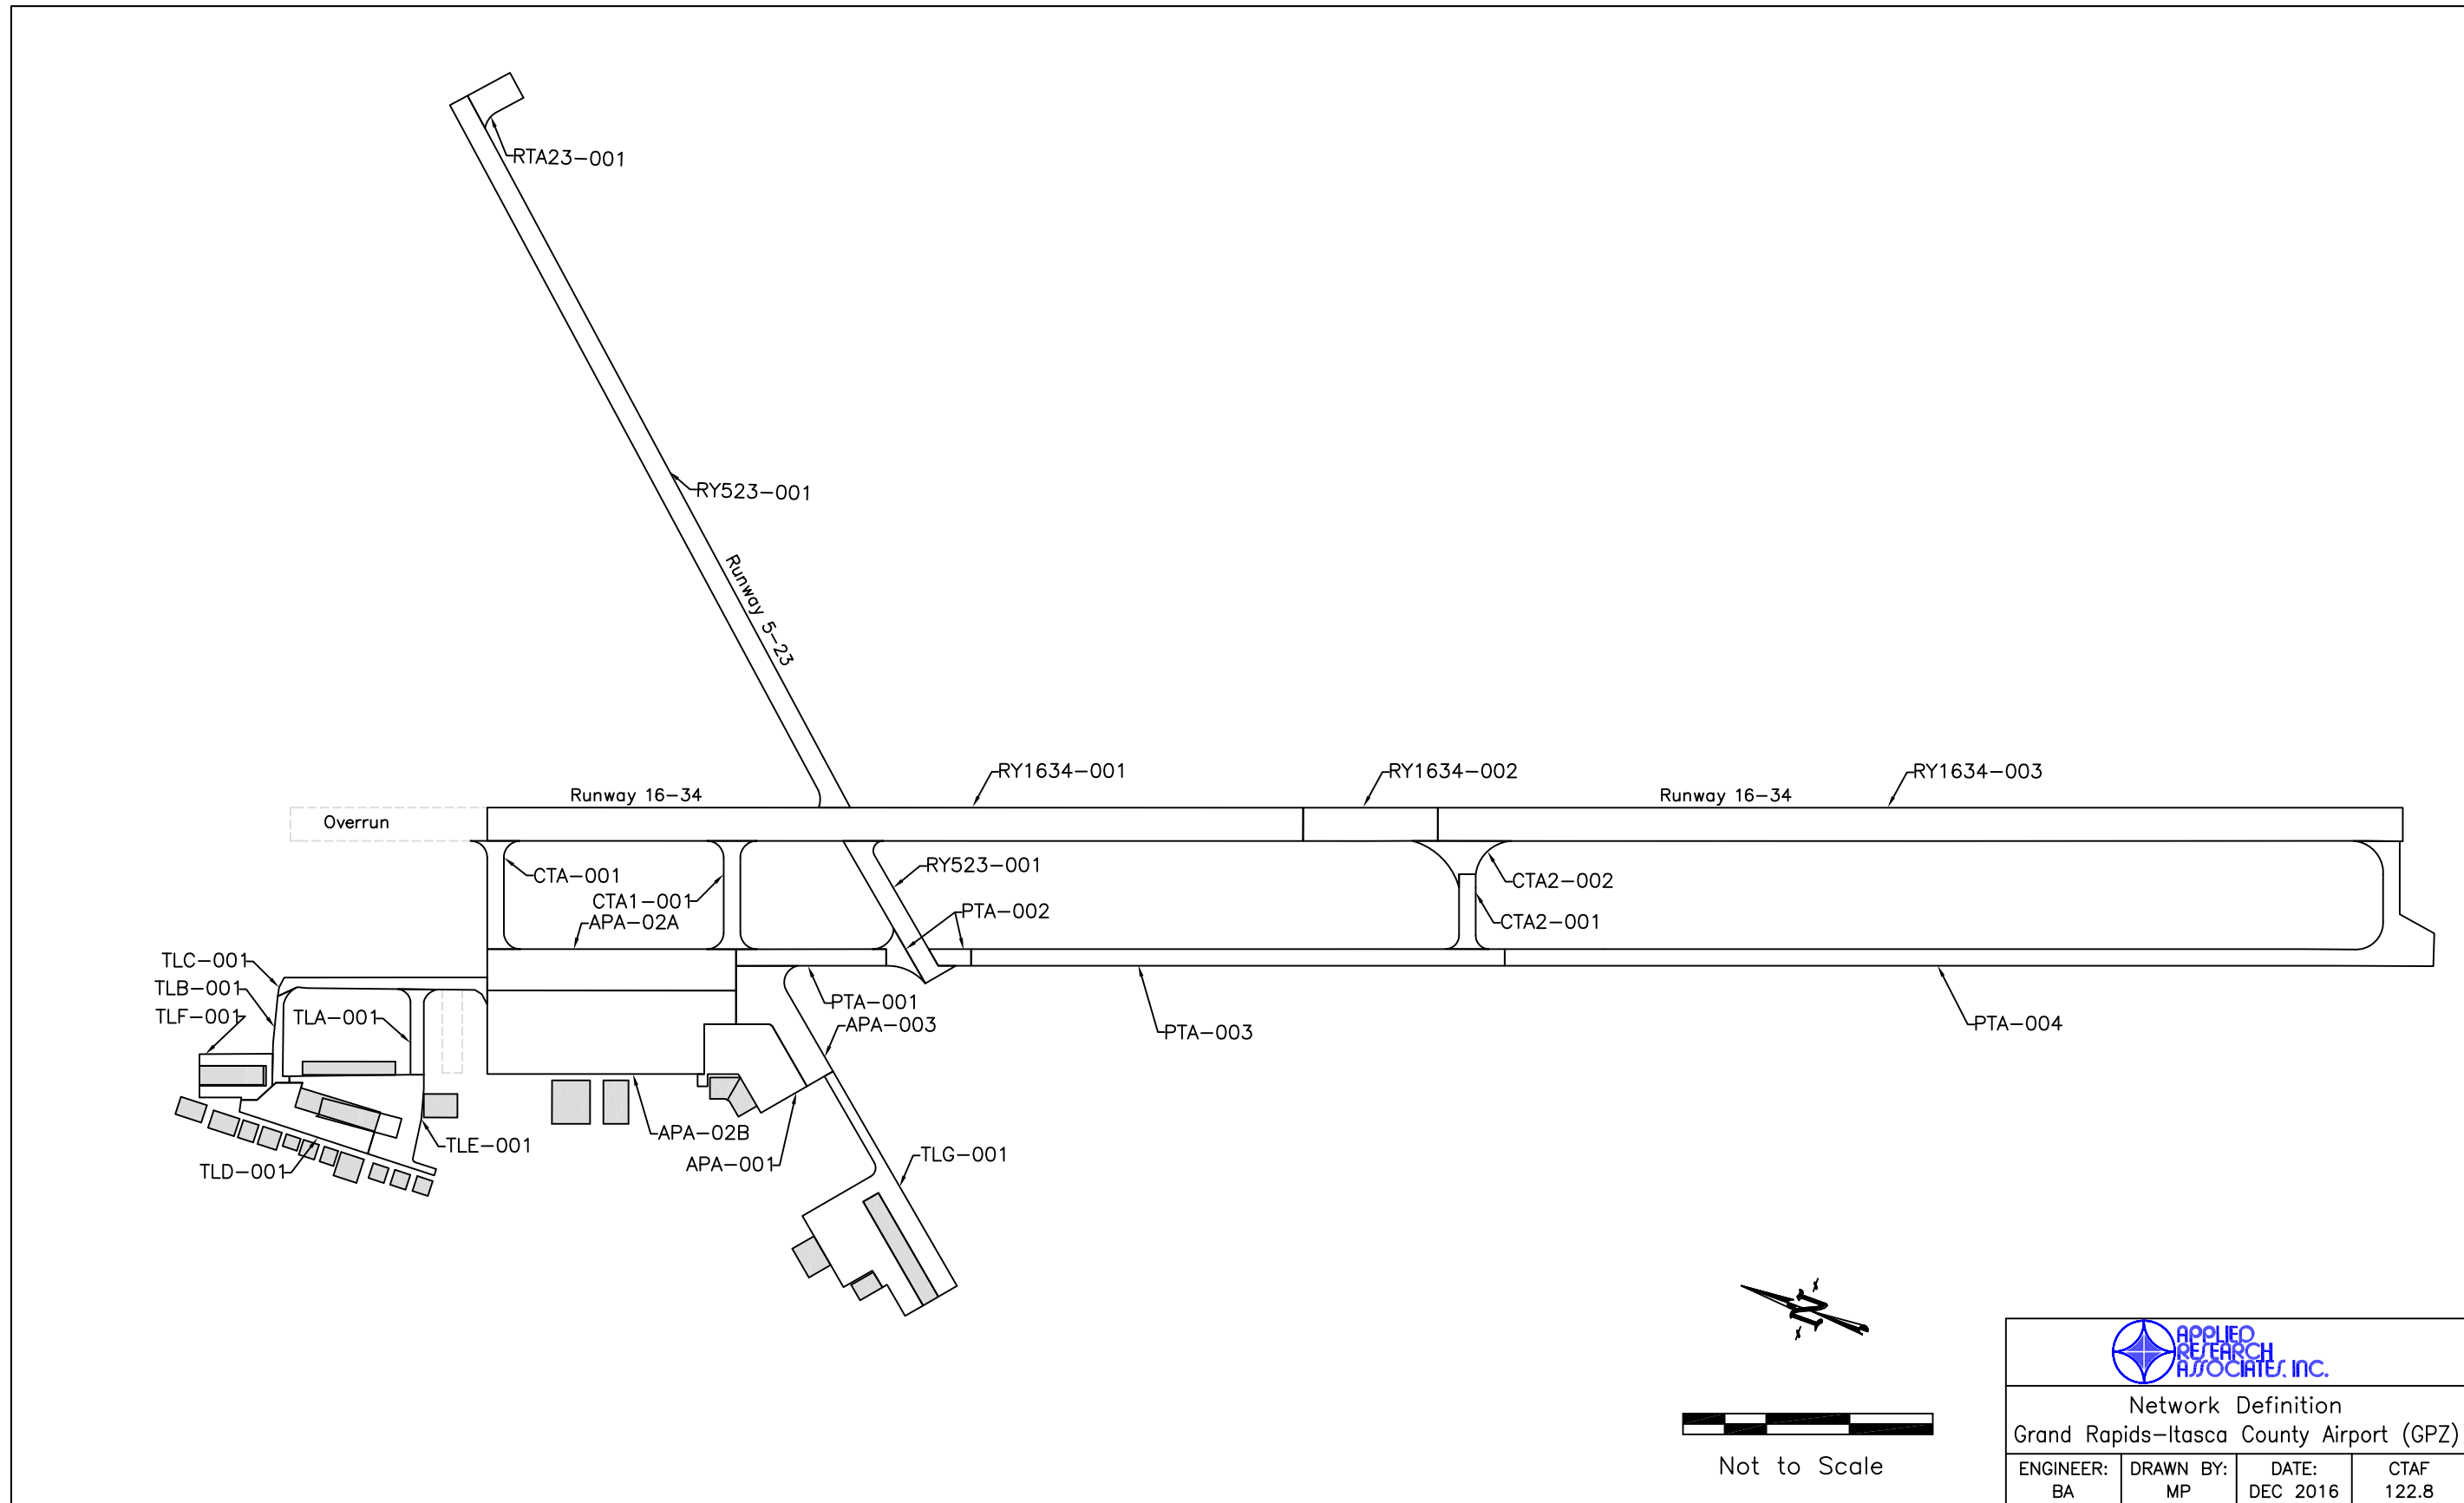 RTA23-001
RY523-001
Runway 5-23
RY1634-001
RY1634-002
RY1634-003
Runway 16-34
Runway 16-34
Overrun
RY523-001
CTA-001
CTA1-001
CTA2-002
PTA-002
APA-02A
CTA2-001
TLC-001
TLB-001
PTA-001
TLF-001
TLA-001
APA-003
PTA-003
PTA-004
APA-02B
TLE-001
TLG-001
APA-001
TLD-001
N
APPLIED
RESEARCH
ASSOCIATES, INC.
Network Definition
Grand Rapids-Itasca County Airport (GPZ)
Not to Scale
ENGINEER:
BA
DRAWN BY:
MP
DATE:
DEC 2016
CTAF
122.8